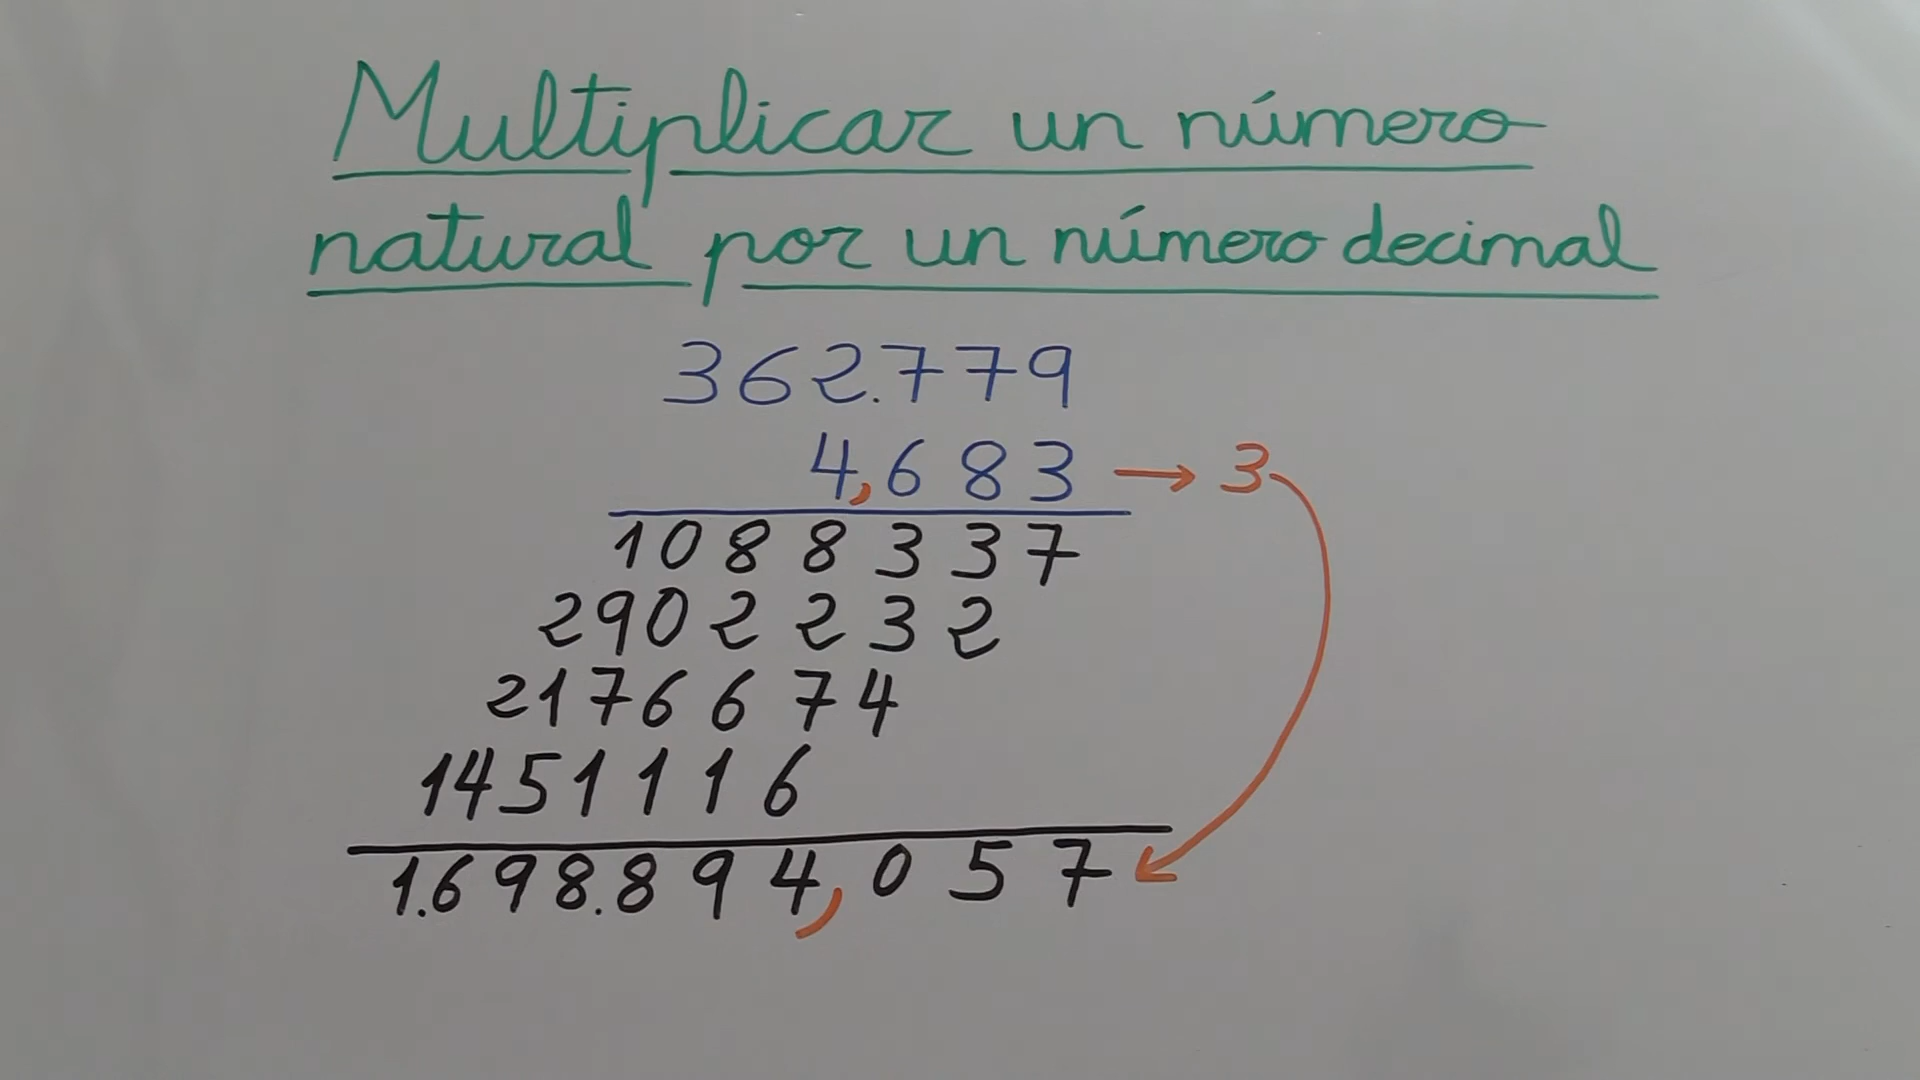 Multiplicar un número
natural por un número decimal
362.779
4,683 → 3
1088337
2902232
2176674
1451116
1.698.894,057